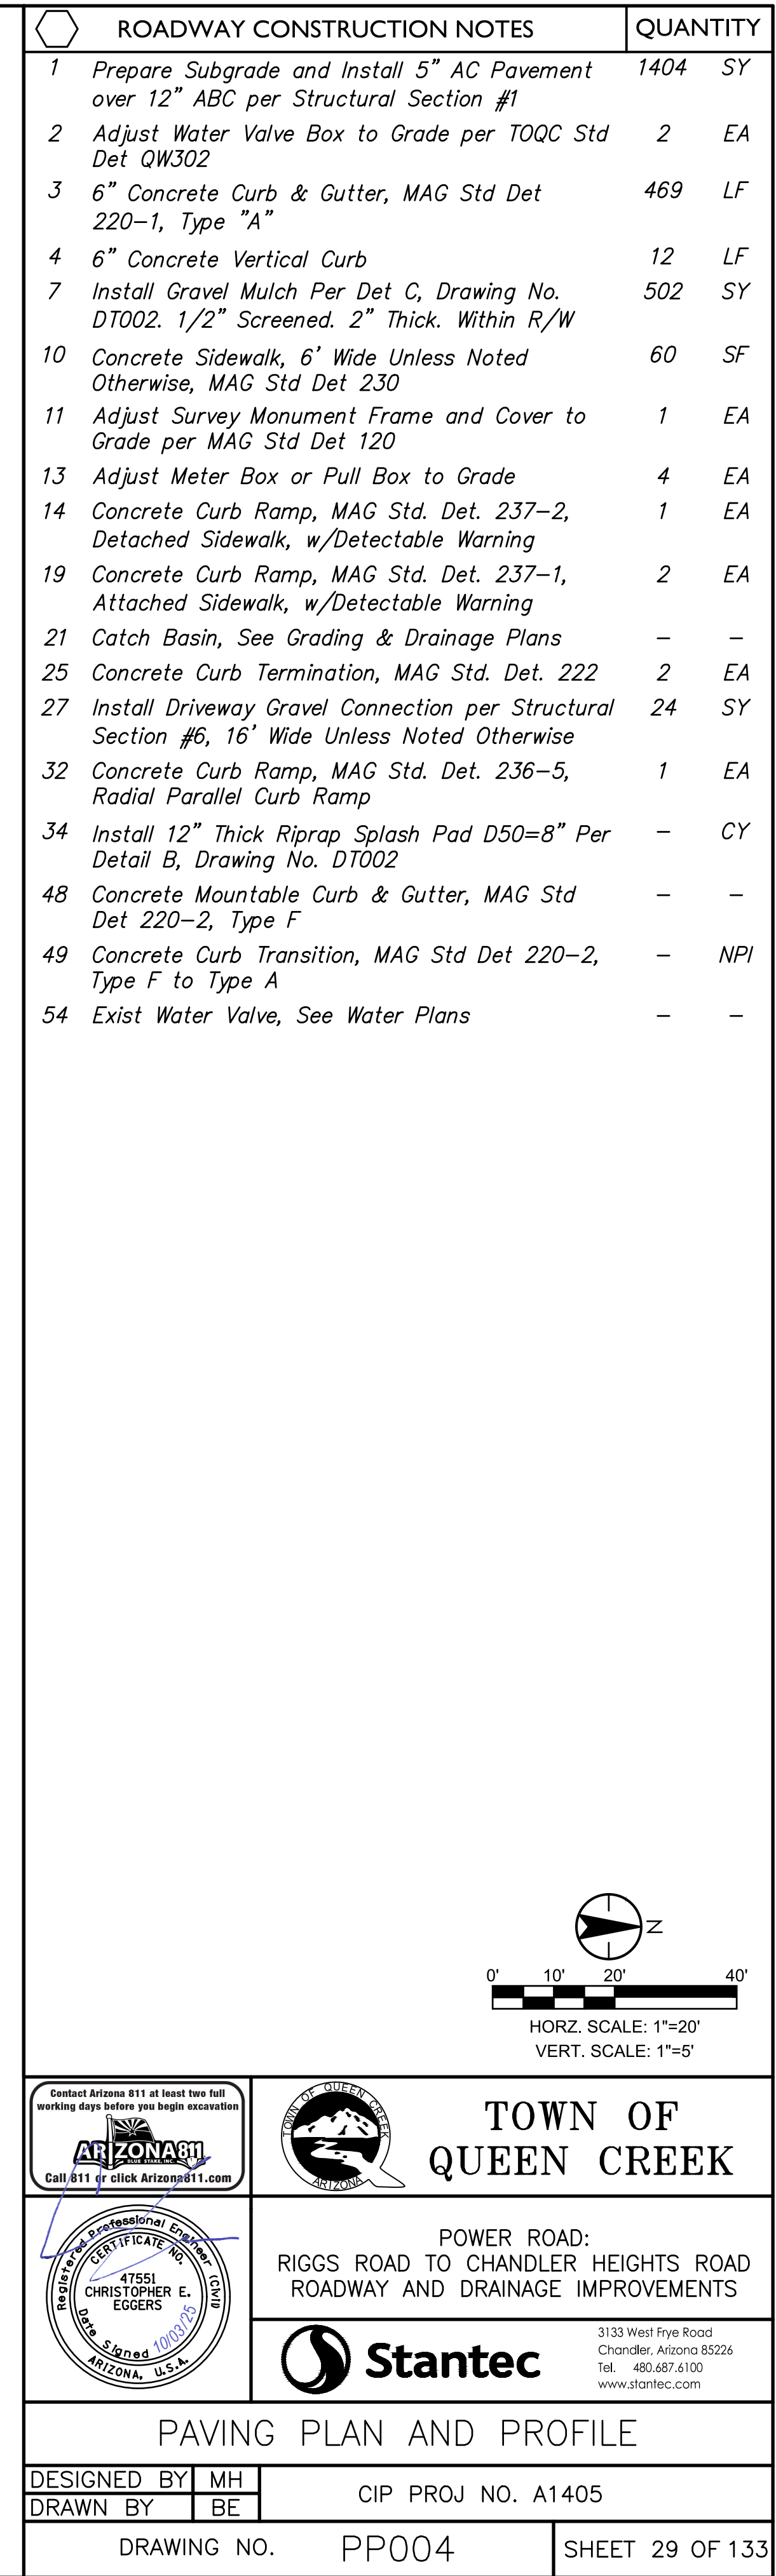 ROADWAY CONSTRUCTION NOTES QUANTITY
1 Prepare Subgrade and Install 5” AC Pavement 1404 SY
over 12” ABC per Structural Section #1
2 Adjust Water Valve Box to Grade per TOQC Std 2 EA
Det QW302
3 6” Concrete Curb & Gutter, MAG Std Det 469 LF
220–1, Type ”A”
4 6” Concrete Vertical Curb 12 LF
7 Install Gravel Mulch Per Det C, Drawing No. 502 SY
DT002. 1/2” Screened. 2” Thick. Within R/W
10 Concrete Sidewalk, 6’ Wide Unless Noted 60 SF
Otherwise, MAG Std Det 230
11 Adjust Survey Monument Frame and Cover to 1 EA
Grade per MAG Std Det 120
13 Adjust Meter Box or Pull Box to Grade 4 EA
14 Concrete Curb Ramp, MAG Std. Det. 237–2, 1 EA
Detached Sidewalk, w/Detectable Warning
19 Concrete Curb Ramp, MAG Std. Det. 237–1, 2 EA
Attached Sidewalk, w/Detectable Warning
21 Catch Basin, See Grading & Drainage Plans – –
25 Concrete Curb Termination, MAG Std. Det. 222 2 EA
27 Install Driveway Gravel Connection per Structural 24 SY
Section #6, 16’ Wide Unless Noted Otherwise
32 Concrete Curb Ramp, MAG Std. Det. 236–5, 1 EA
Radial Parallel Curb Ramp
34 Install 12” Thick Riprap Splash Pad D50=8” Per – CY
Detail B, Drawing No. DT002
48 Concrete Mountable Curb & Gutter, MAG Std – –
Det 220–2, Type F
49 Concrete Curb Transition, MAG Std Det 220–2, – NPI
Type F to Type A
54 Exist Water Valve, See Water Plans – –
N
0' 10' 20' 40'
HORZ. SCALE: 1"=20'
VERT. SCALE: 1"=5'
Contact Arizona 811 at least two full
working days before you begin excavation
ARIZONA811
BLUE STAKE, INC.
Call 811 or click Arizona811.com
TOWN OF QUEEN CREEK
ARIZONA
TOWN OF
QUEEN CREEK
Registered Professional Engineer (Civil)
CERTIFICATE NO.
47551
CHRISTOPHER E.
EGGERS
Date Signed 10/03/25
ARIZONA, U.S.A.
POWER ROAD:
RIGGS ROAD TO CHANDLER HEIGHTS ROAD
ROADWAY AND DRAINAGE IMPROVEMENTS
Stantec
3133 West Frye Road
Chandler, Arizona 85226
Tel. 480.687.6100
www.stantec.com
PAVING PLAN AND PROFILE
DESIGNED BY MH
DRAWN BY BE
CIP PROJ NO. A1405
DRAWING NO. PP004
SHEET 29 OF 133